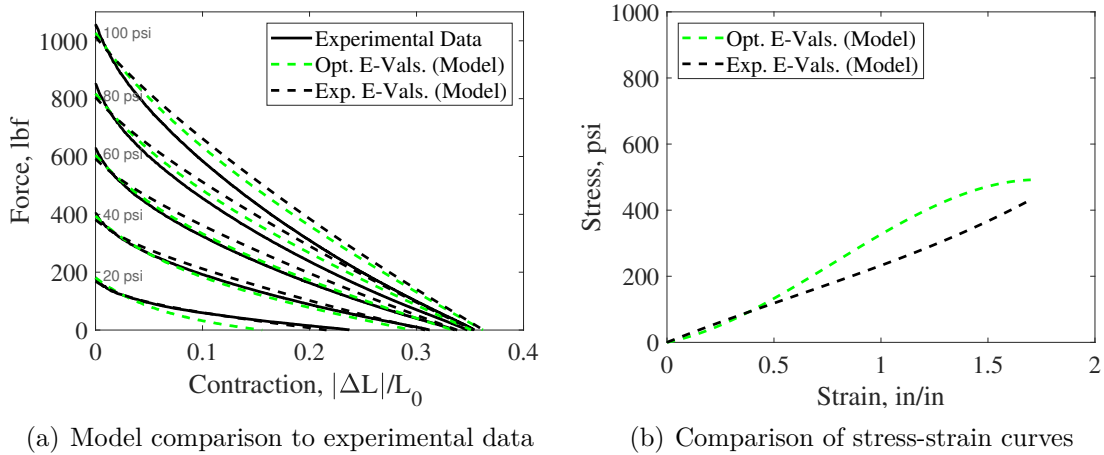 1000
800
600
400
200
0
Force, lbf
100 psi
80 psi
60 psi
40 psi
20 psi
Experimental Data
Opt. E-Vals. (Model)
Exp. E-Vals. (Model)
0 0.1 0.2 0.3 0.4
Contraction, |ΔL|/L₀
(a) Model comparison to experimental data
1000
800
600
400
200
0
Stress, psi
Opt. E-Vals. (Model)
Exp. E-Vals. (Model)
0 0.5 1 1.5 2
Strain, in/in
(b) Comparison of stress-strain curves